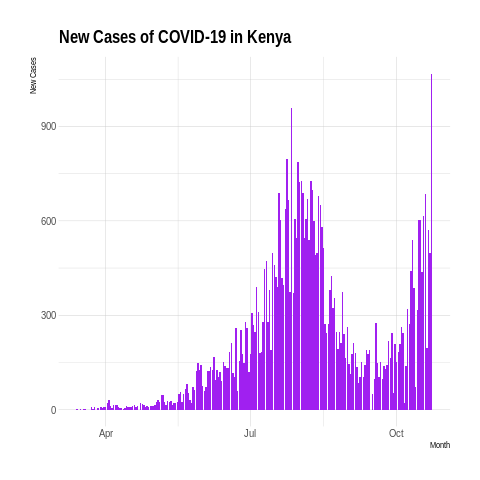 New Cases of COVID-19 in Kenya
New Cases
900
600
300
0
Apr
Jul
Oct
Month